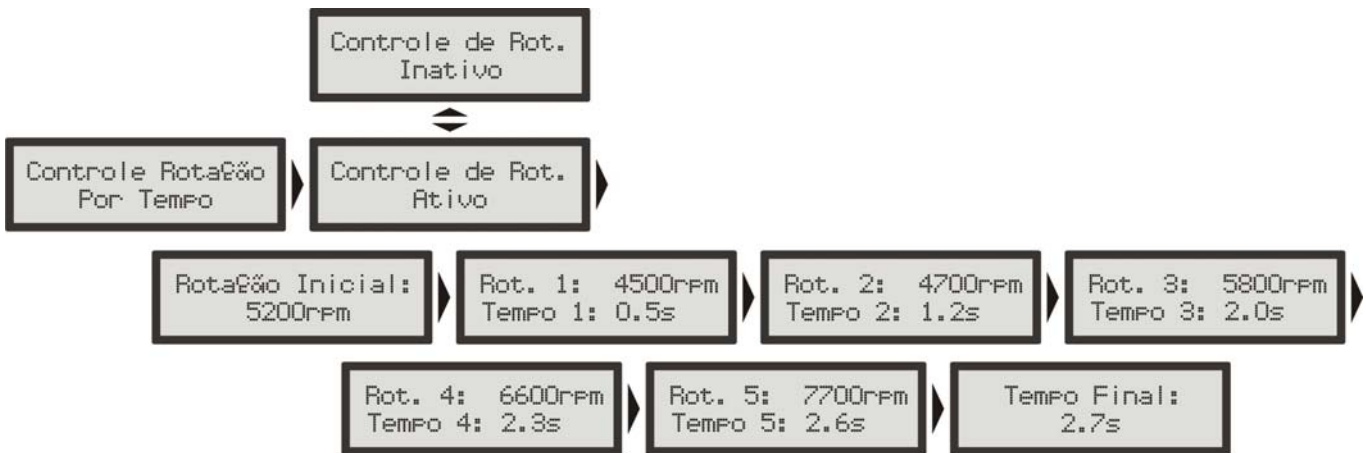 Controle de Rot.
Inativo
Controle Rotação
Por Tempo
Controle de Rot.
Ativo
Rotação Inicial:
5200rpm
Rot. 1: 4500rpm
Tempo 1: 0.5s
Rot. 2: 4700rpm
Tempo 2: 1.2s
Rot. 3: 5800rpm
Tempo 3: 2.0s
Rot. 4: 6600rpm
Tempo 4: 2.3s
Rot. 5: 7700rpm
Tempo 5: 2.6s
Tempo Final:
2.7s